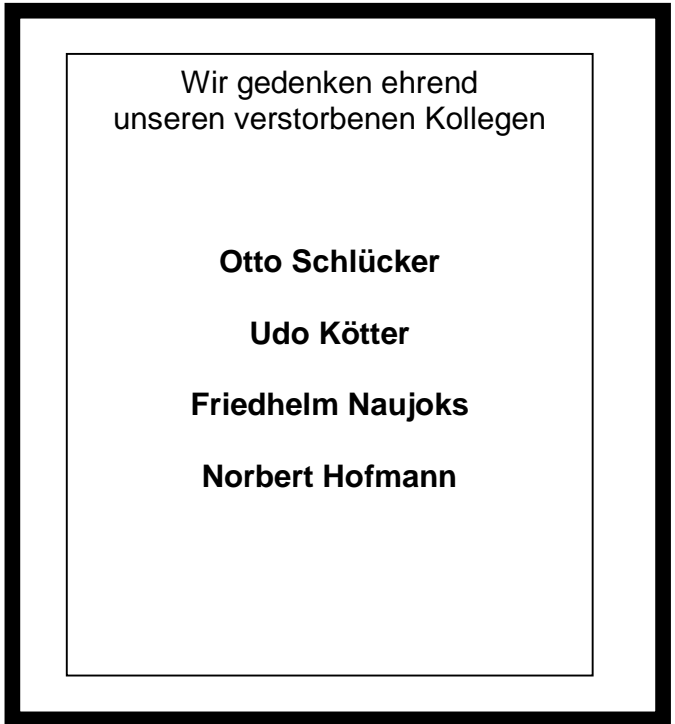 Wir gedenken ehrend
unseren verstorbenen Kollegen
Otto Schlücker
Udo Kötter
Friedhelm Naujoks
Norbert Hofmann